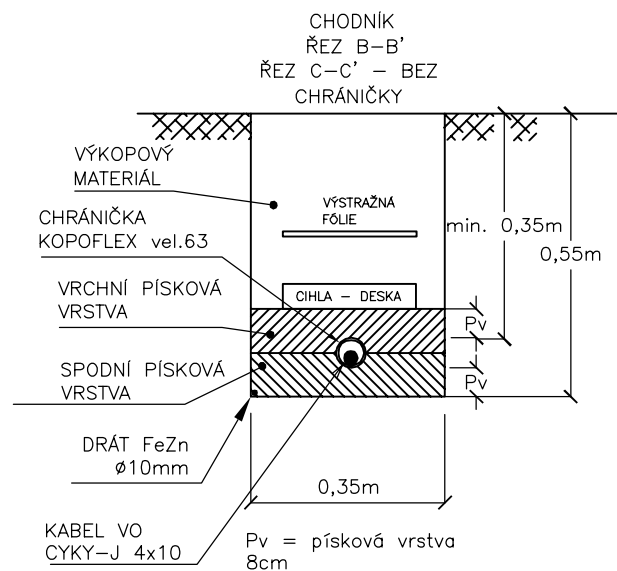 CHODNÍK
ŘEZ B-B'
ŘEZ C-C' - BEZ
CHRÁNIČKY
VÝKOPOVÝ
MATERIÁL
VÝSTRAŽNÁ
FÓLIE
CHRÁNIČKA
KOPOFLEX vel.63
min. 0,35m
0,55m
VRCHNÍ PÍSKOVÁ
VRSTVA
CIHLA - DESKA
Pv
SPODNÍ PÍSKOVÁ
VRSTVA
Pv
DRÁT FeZn
Ø10mm
0,35m
KABEL VO
CYKY-J 4x10
Pv = písková vrstva
8cm